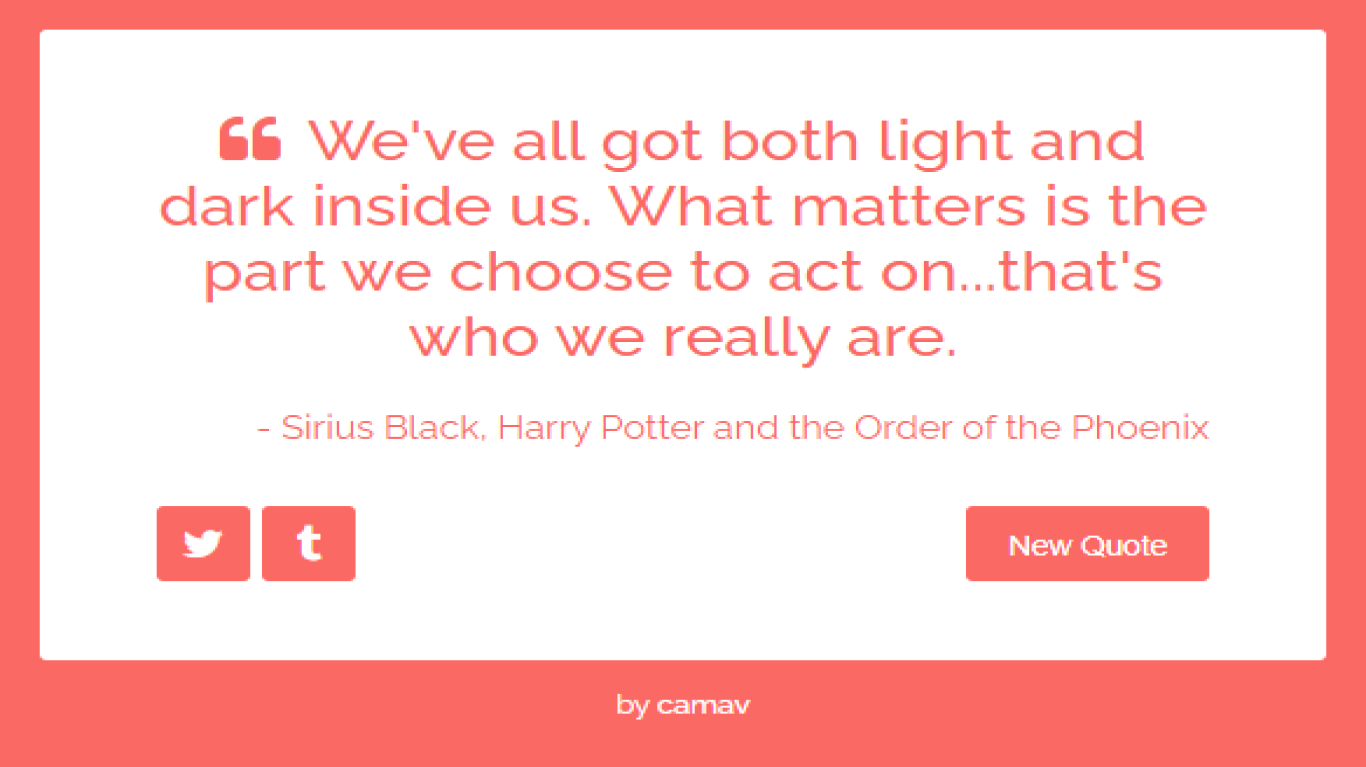 “ We've all got both light and
dark inside us. What matters is the
part we choose to act on...that's
who we really are.
- Sirius Black, Harry Potter and the Order of the Phoenix
t
New Quote
by camav